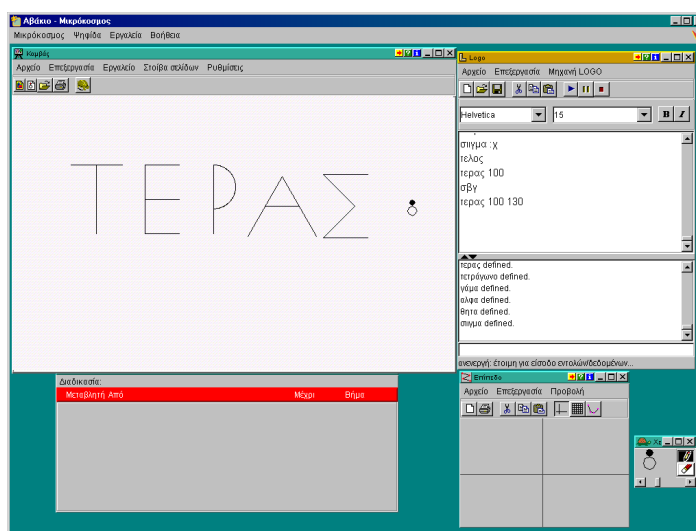 Αβάκιο - Μικρόκοσμος
Μικρόκοσμος Ψηφίδα Εργαλεία Βοήθεια
Καμβάς
Αρχείο Επεξεργασία Εργαλείο Στοίβα σελίδων Ρυθμίσεις
ΤΕΡΑΣ
Διαδικασία:
Μεταβλητή Από Μέχρι Βήμα
Logo
Αρχείο Επεξεργασία Μηχανή LOGO
Helvetica 15 B I
στιγμα :χ
τελος
τερας 100
σβγ
τερας 100 130
τερας defined.
τετράγωνο defined.
γάμα defined.
αλφα defined.
θητα defined.
στιγμα defined.
ανενεργή: έτοιμη για είσοδο εντολών/δεδομένων...
Επίπεδο
Αρχείο Επεξεργασία Προβολή